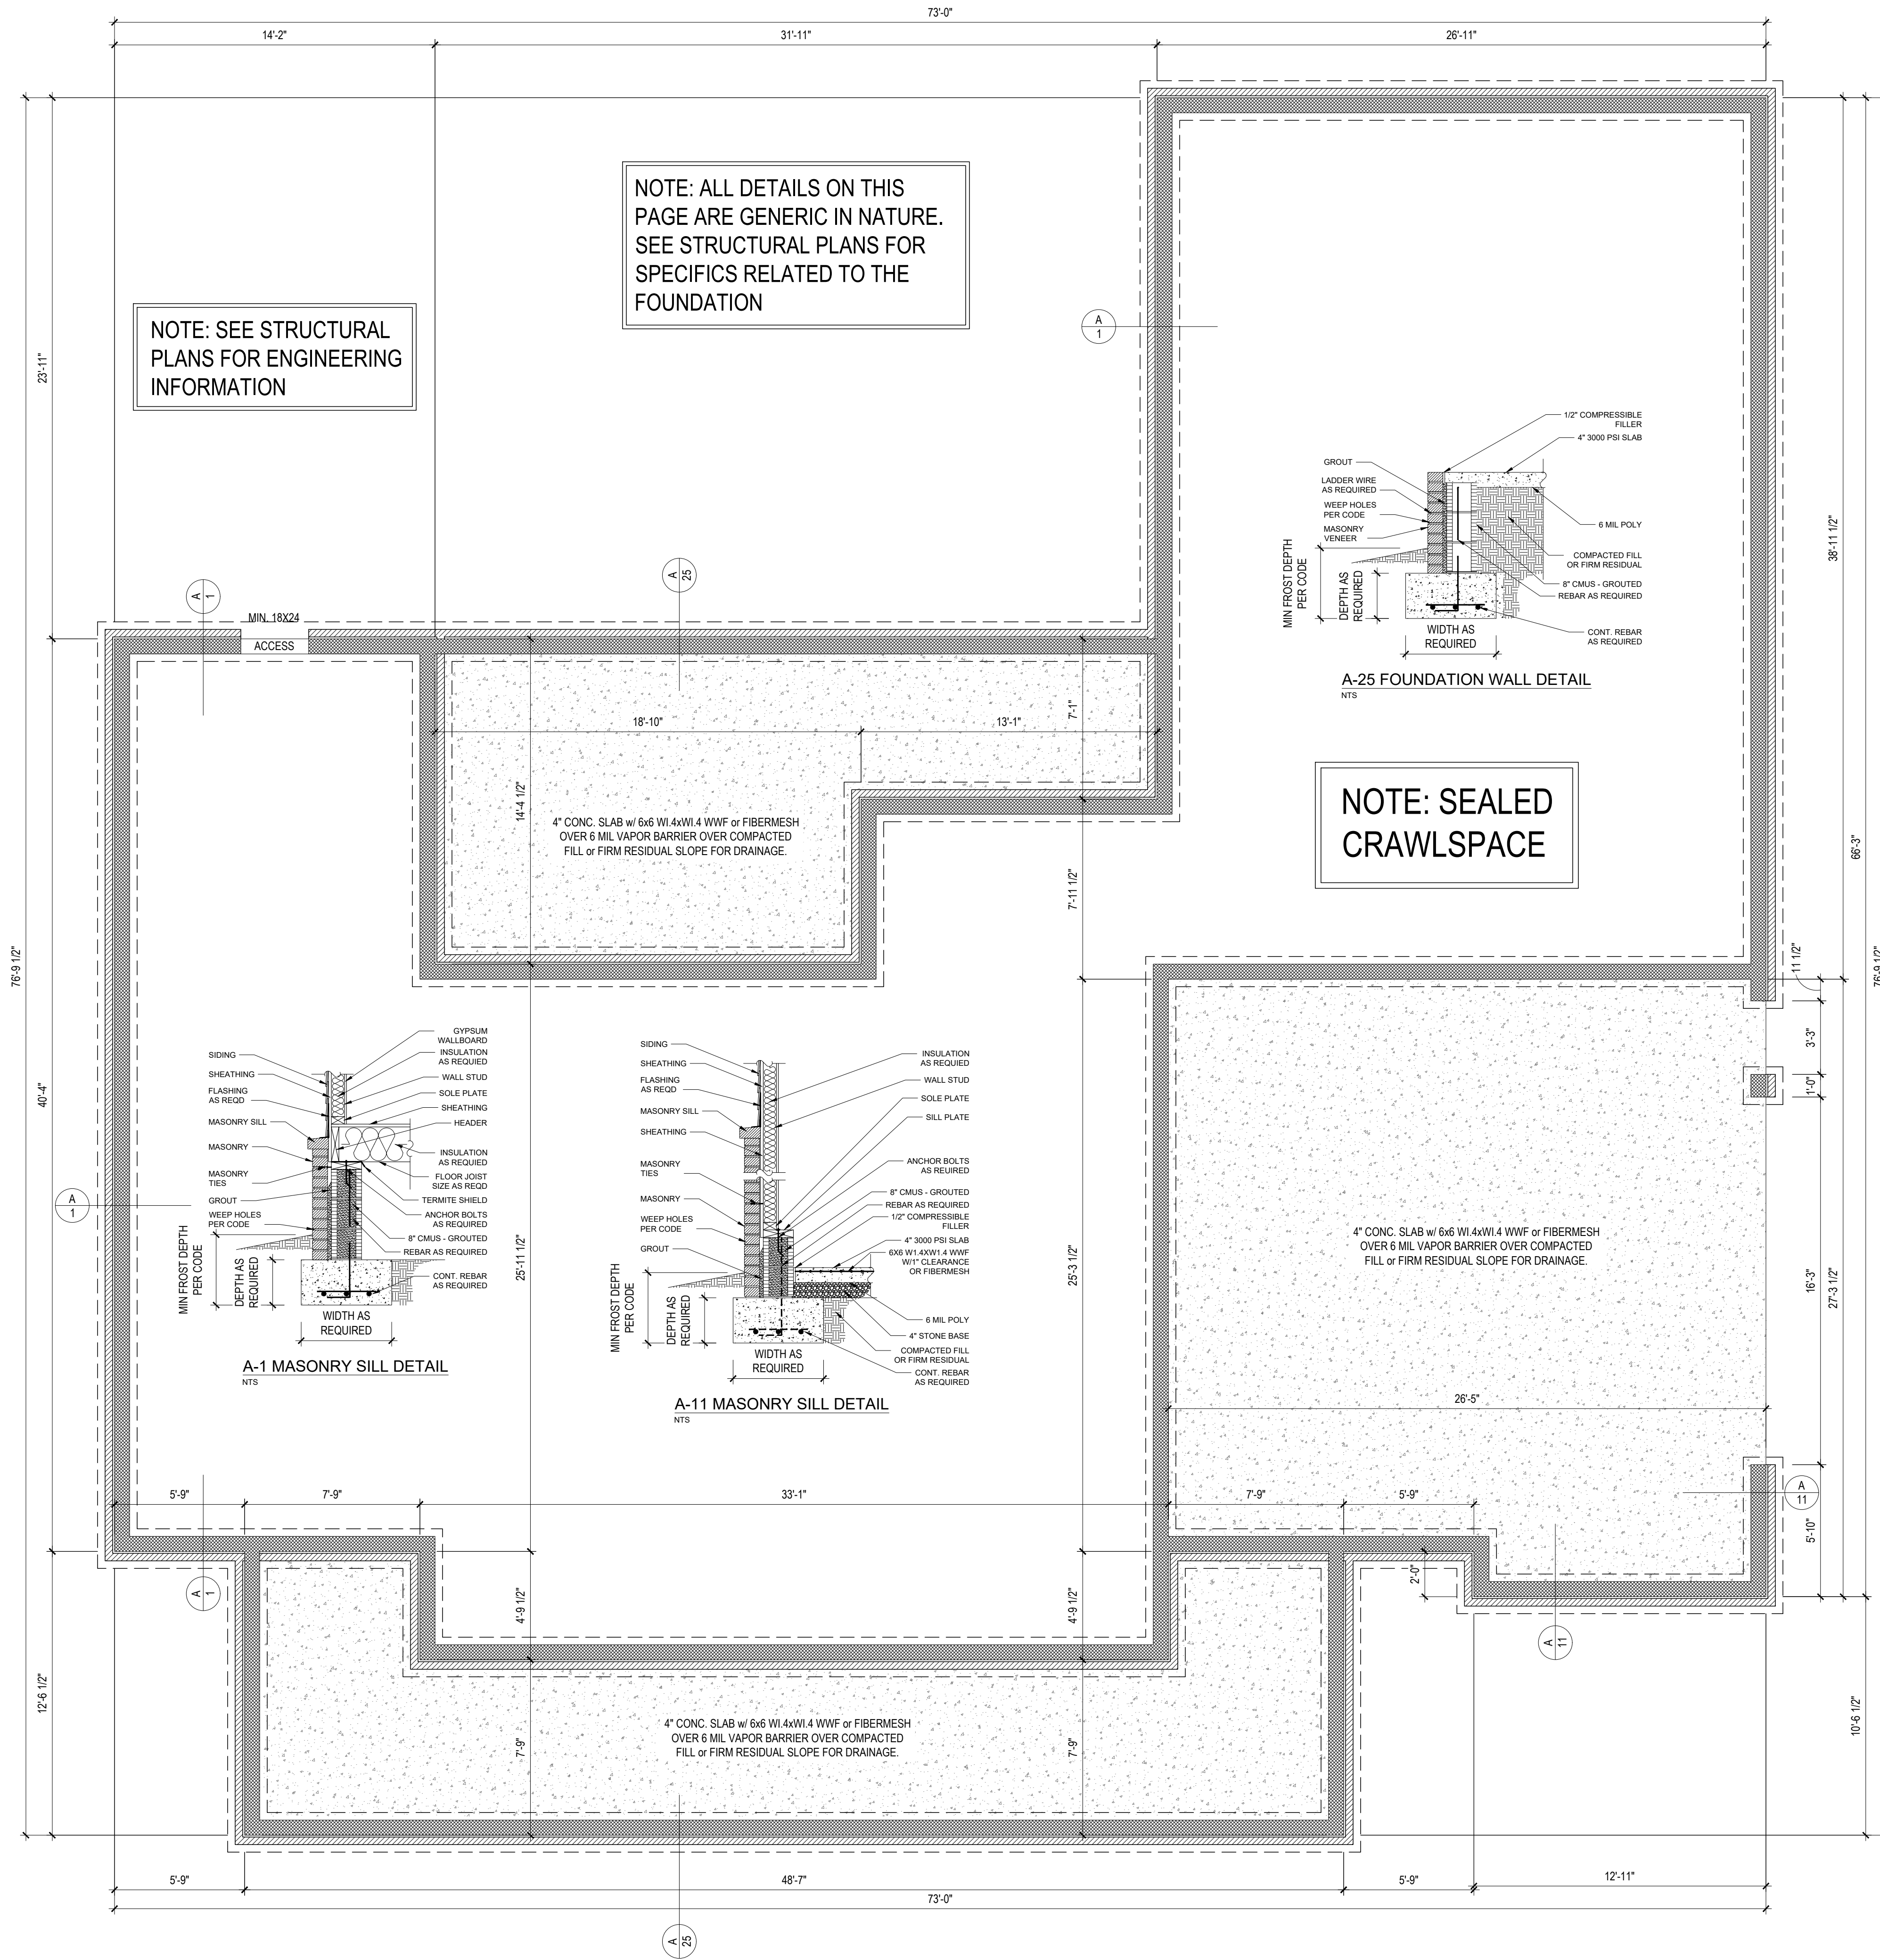 73'-0"
14'-2"
31'-11"
26'-11"
NOTE: ALL DETAILS ON THIS
PAGE ARE GENERIC IN NATURE.
SEE STRUCTURAL PLANS FOR
SPECIFICS RELATED TO THE
FOUNDATION
NOTE: SEE STRUCTURAL
PLANS FOR ENGINEERING
INFORMATION
23'-11"
A
1
1/2" COMPRESSIBLE
FILLER
4" 3000 PSI SLAB
GROUT
LADDER WIRE
AS REQUIRED
WEEP HOLES
PER CODE
MASONRY
VENEER
6 MIL POLY
COMPACTED FILL
OR FIRM RESIDUAL
8" CMUS - GROUTED
REBAR AS REQUIRED
CONT. REBAR
AS REQUIRED
MIN FROST DEPTH
PER CODE
DEPTH AS
REQUIRED
WIDTH AS
REQUIRED
A-25 FOUNDATION WALL DETAIL
NTS
38'-11 1/2"
A
1
A
25
MIN. 18X24
ACCESS
18'-10"
13'-1"
7'-1"
14'-4 1/2"
4" CONC. SLAB w/ 6x6 WI.4xWI.4 WWF or FIBERMESH
OVER 6 MIL VAPOR BARRIER OVER COMPACTED
FILL or FIRM RESIDUAL SLOPE FOR DRAINAGE.
7'-11 1/2"
NOTE: SEALED
CRAWLSPACE
66'-3"
76'-9 1/2"
76'-9 1/2"
11 1/2"
3'-3"
1'-0"
40'-4"
GYPSUM
WALLBOARD
INSULATION
AS REQUIED
WALL STUD
SOLE PLATE
SHEATHING
HEADER
INSULATION
AS REQUIED
FLOOR JOIST
SIZE AS REQD
TERMITE SHIELD
ANCHOR BOLTS
AS REQUIRED
8" CMUS - GROUTED
REBAR AS REQUIRED
CONT. REBAR
AS REQUIRED
SIDING
SHEATHING
FLASHING
AS REQD
MASONRY SILL
MASONRY
MASONRY
TIES
GROUT
WEEP HOLES
PER CODE
MIN FROST DEPTH
PER CODE
DEPTH AS
REQUIRED
WIDTH AS
REQUIRED
A-1 MASONRY SILL DETAIL
NTS
A
1
25'-11 1/2"
SIDING
SHEATHING
FLASHING
AS REQD
MASONRY SILL
SHEATHING
MASONRY
TIES
MASONRY
WEEP HOLES
PER CODE
GROUT
INSULATION
AS REQUIED
WALL STUD
SOLE PLATE
SILL PLATE
ANCHOR BOLTS
AS REUIRED
8" CMUS - GROUTED
REBAR AS REQUIRED
1/2" COMPRESSIBLE
FILLER
4" 3000 PSI SLAB
6X6 W1.4XW1.4 WWF
W/1" CLEARANCE
OR FIBERMESH
6 MIL POLY
4" STONE BASE
COMPACTED FILL
OR FIRM RESIDUAL
CONT. REBAR
AS REQUIRED
MIN FROST DEPTH
PER CODE
DEPTH AS
REQUIRED
WIDTH AS
REQUIRED
A-11 MASONRY SILL DETAIL
NTS
25'-3 1/2"
4" CONC. SLAB w/ 6x6 WI.4xWI.4 WWF or FIBERMESH
OVER 6 MIL VAPOR BARRIER OVER COMPACTED
FILL or FIRM RESIDUAL SLOPE FOR DRAINAGE.
16'-3"
27'-3 1/2"
26'-5"
A
11
5'-10"
5'-9"
7'-9"
33'-1"
7'-9"
5'-9"
2'-0"
A
1
A
11
4'-9 1/2"
4'-9 1/2"
12'-6 1/2"
10'-6 1/2"
7'-9"
7'-9"
4" CONC. SLAB w/ 6x6 WI.4xWI.4 WWF or FIBERMESH
OVER 6 MIL VAPOR BARRIER OVER COMPACTED
FILL or FIRM RESIDUAL SLOPE FOR DRAINAGE.
5'-9"
48'-7"
5'-9"
12'-11"
73'-0"
A
25